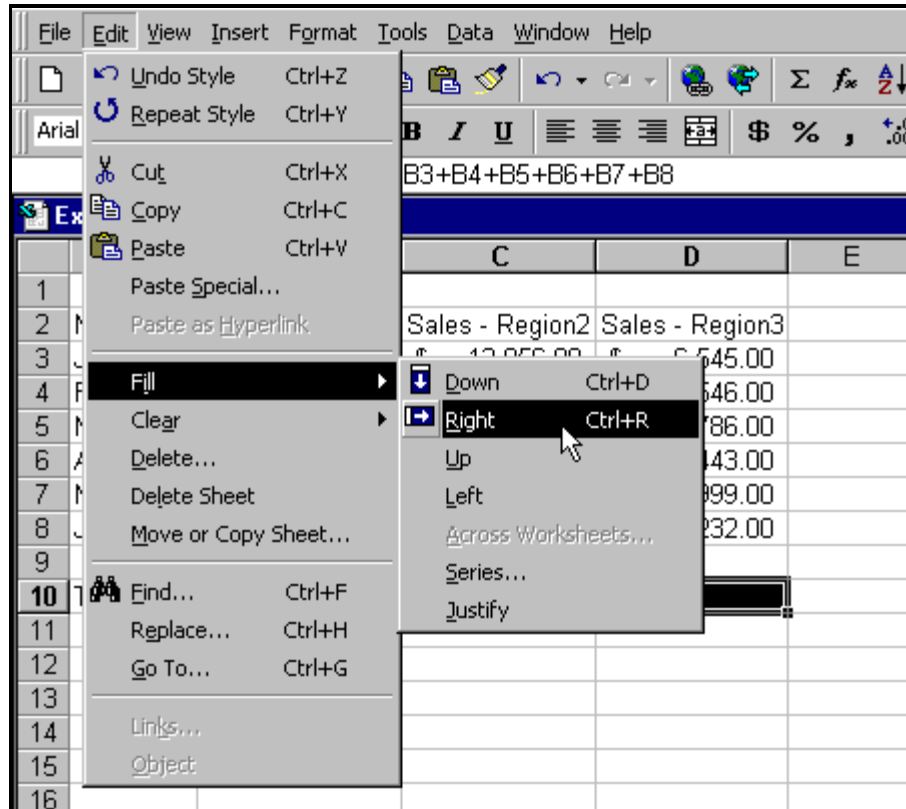 File Edit View Insert Format Tools Data Window Help
Arial B I U $ % ,
B3+B4+B5+B6+B7+B8
Undo Style Ctrl+Z
Repeat Style Ctrl+Y
Cut Ctrl+X
Copy Ctrl+C
Paste Ctrl+V
Paste Special...
Paste as Hyperlink
Fill
Clear
Delete...
Delete Sheet
Move or Copy Sheet...
Find... Ctrl+F
Replace... Ctrl+H
Go To... Ctrl+G
Links...
Object
Down Ctrl+D
Right Ctrl+R
Up
Left
Across Worksheets...
Series...
Justify
C D E
1
2 Sales - Region2 Sales - Region3
3 545.00
4 546.00
5 786.00
6 443.00
7 999.00
8 232.00
9
10
11
12
13
14
15
16